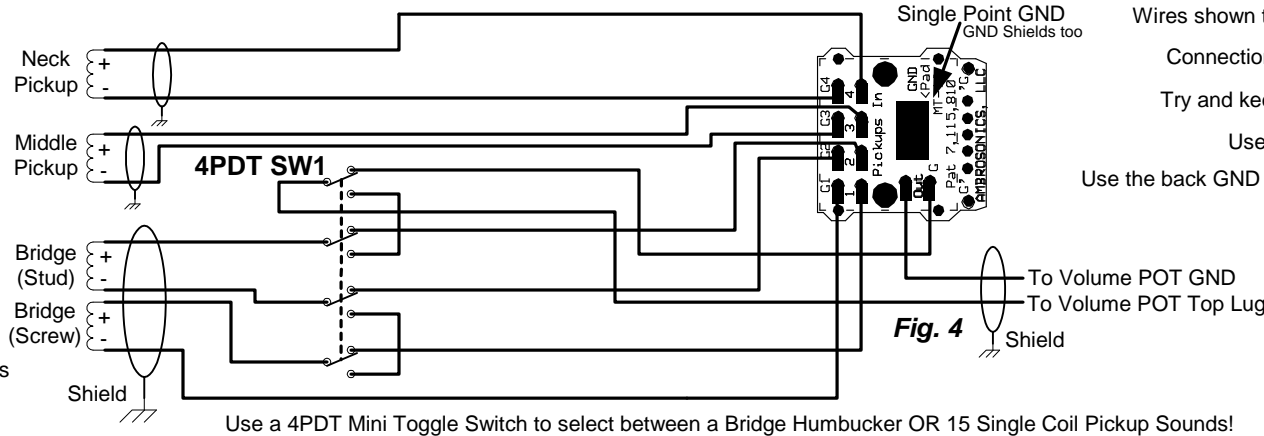 Single Point GND
GND Shields too
Wires shown
Connection
Try and
Use
Use the back GND
Neck
Pickup
+
-
Middle
Pickup
+
-
4PDT SW1
Bridge
(Stud)
+
-
Bridge
(Screw)
+
-
Shield
s
G4
4
G3
3
G2
2
G1
1
Pickups In
GND
<Pad
MT-
Pat 7,115,810
'G'
G'
AMBROSONICS, LLC
Out
G
To Volume POT GND
To Volume POT Top Lug
Shield
Fig. 4
Use a 4PDT Mini Toggle Switch to select between a Bridge Humbucker OR 15 Single Coil Pickup Sounds!